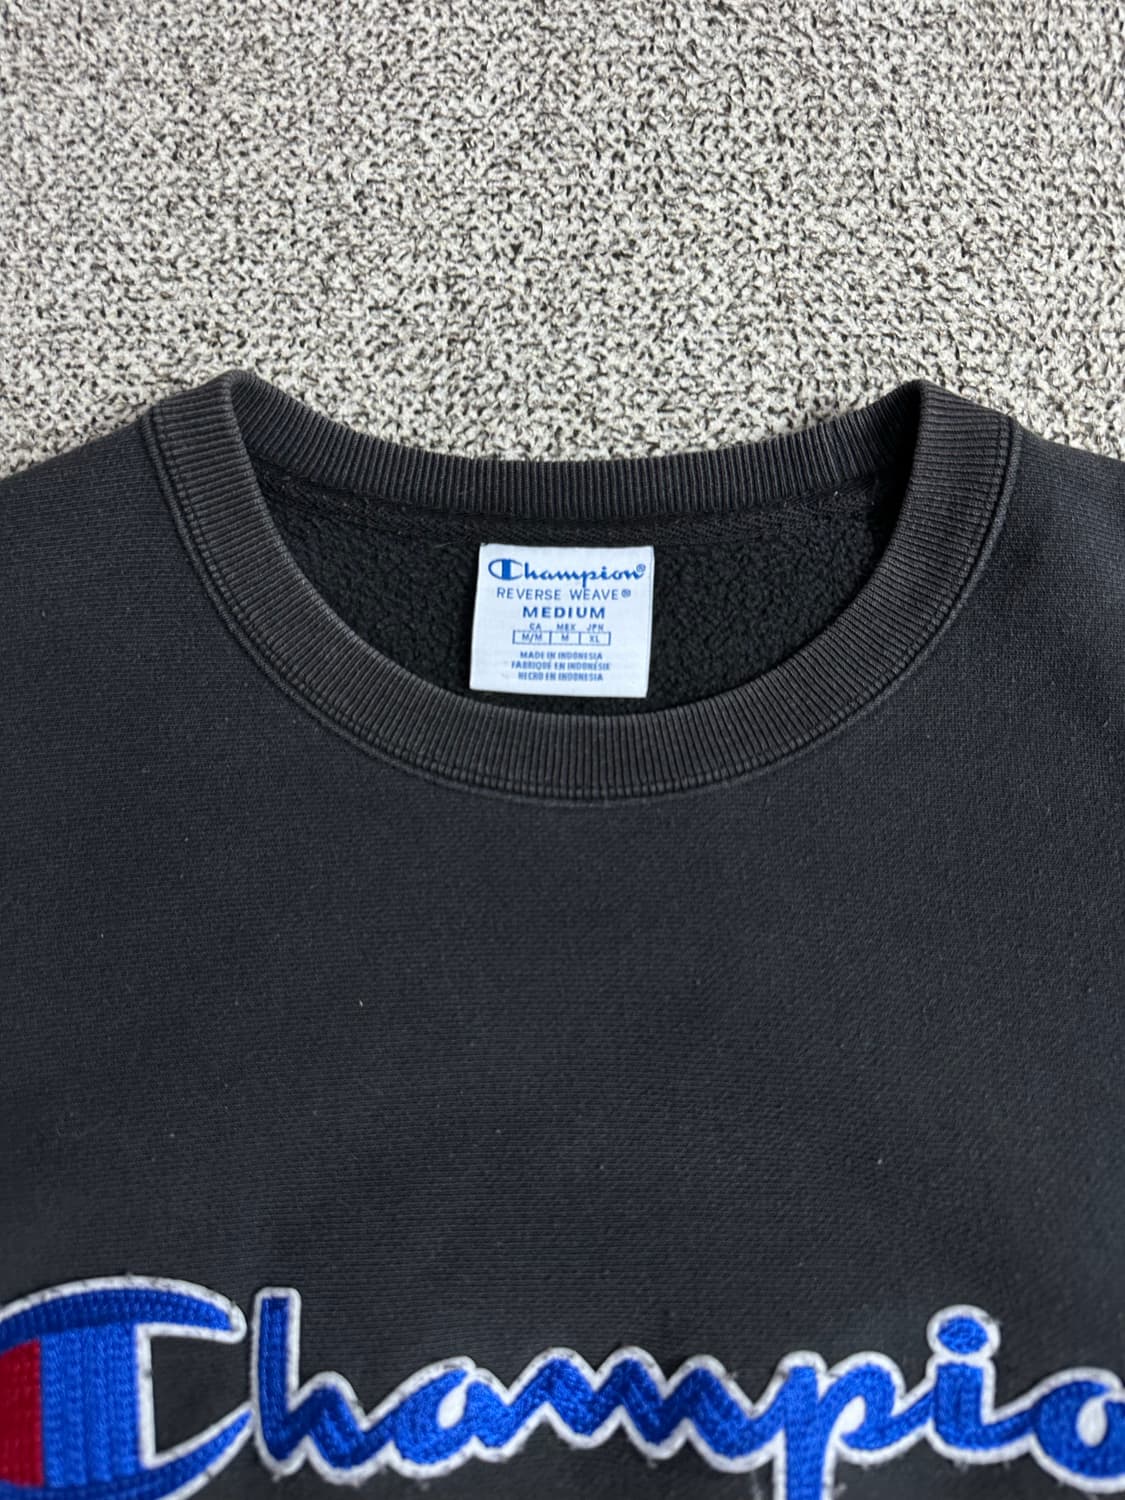 Champion®
REVERSE WEAVE®
MEDIUM
CA MEX JPN
M/M M XL
MADE IN INDONESIA
FABRIQUÉ EN INDONÉSIE
HECHO EN INDONESIA
Champio